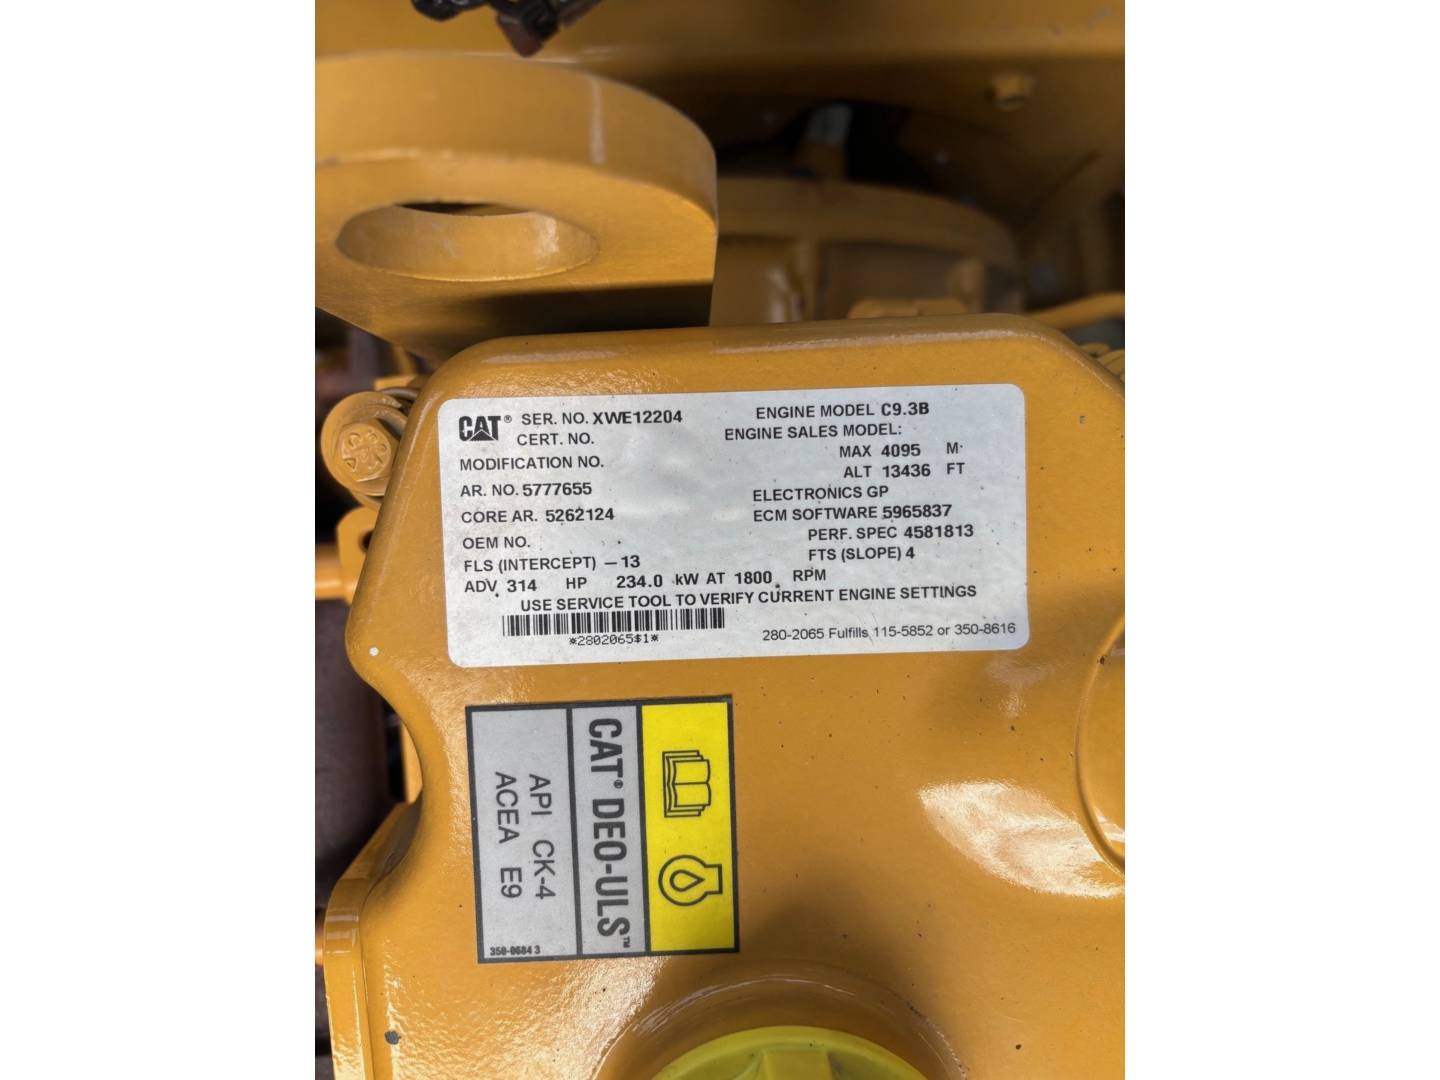 CAT® SER. NO. XWE12204 ENGINE MODEL C9.3B
CERT. NO. ENGINE SALES MODEL:
MODIFICATION NO. MAX 4095 M
ALT 13436 FT
AR. NO. 5777655 ELECTRONICS GP
CORE AR. 5262124 ECM SOFTWARE 5965837
OEM NO. PERF. SPEC 4581813
FLS (INTERCEPT) -13 FTS (SLOPE) 4
ADV. 314 HP 234.0 kW AT 1800 RPM
USE SERVICE TOOL TO VERIFY CURRENT ENGINE SETTINGS
*2802065$1* 280-2065 Fulfills 115-5852 or 350-8616
CAT® DEO-ULS™
API CK-4
ACEA E9
350-0684 3